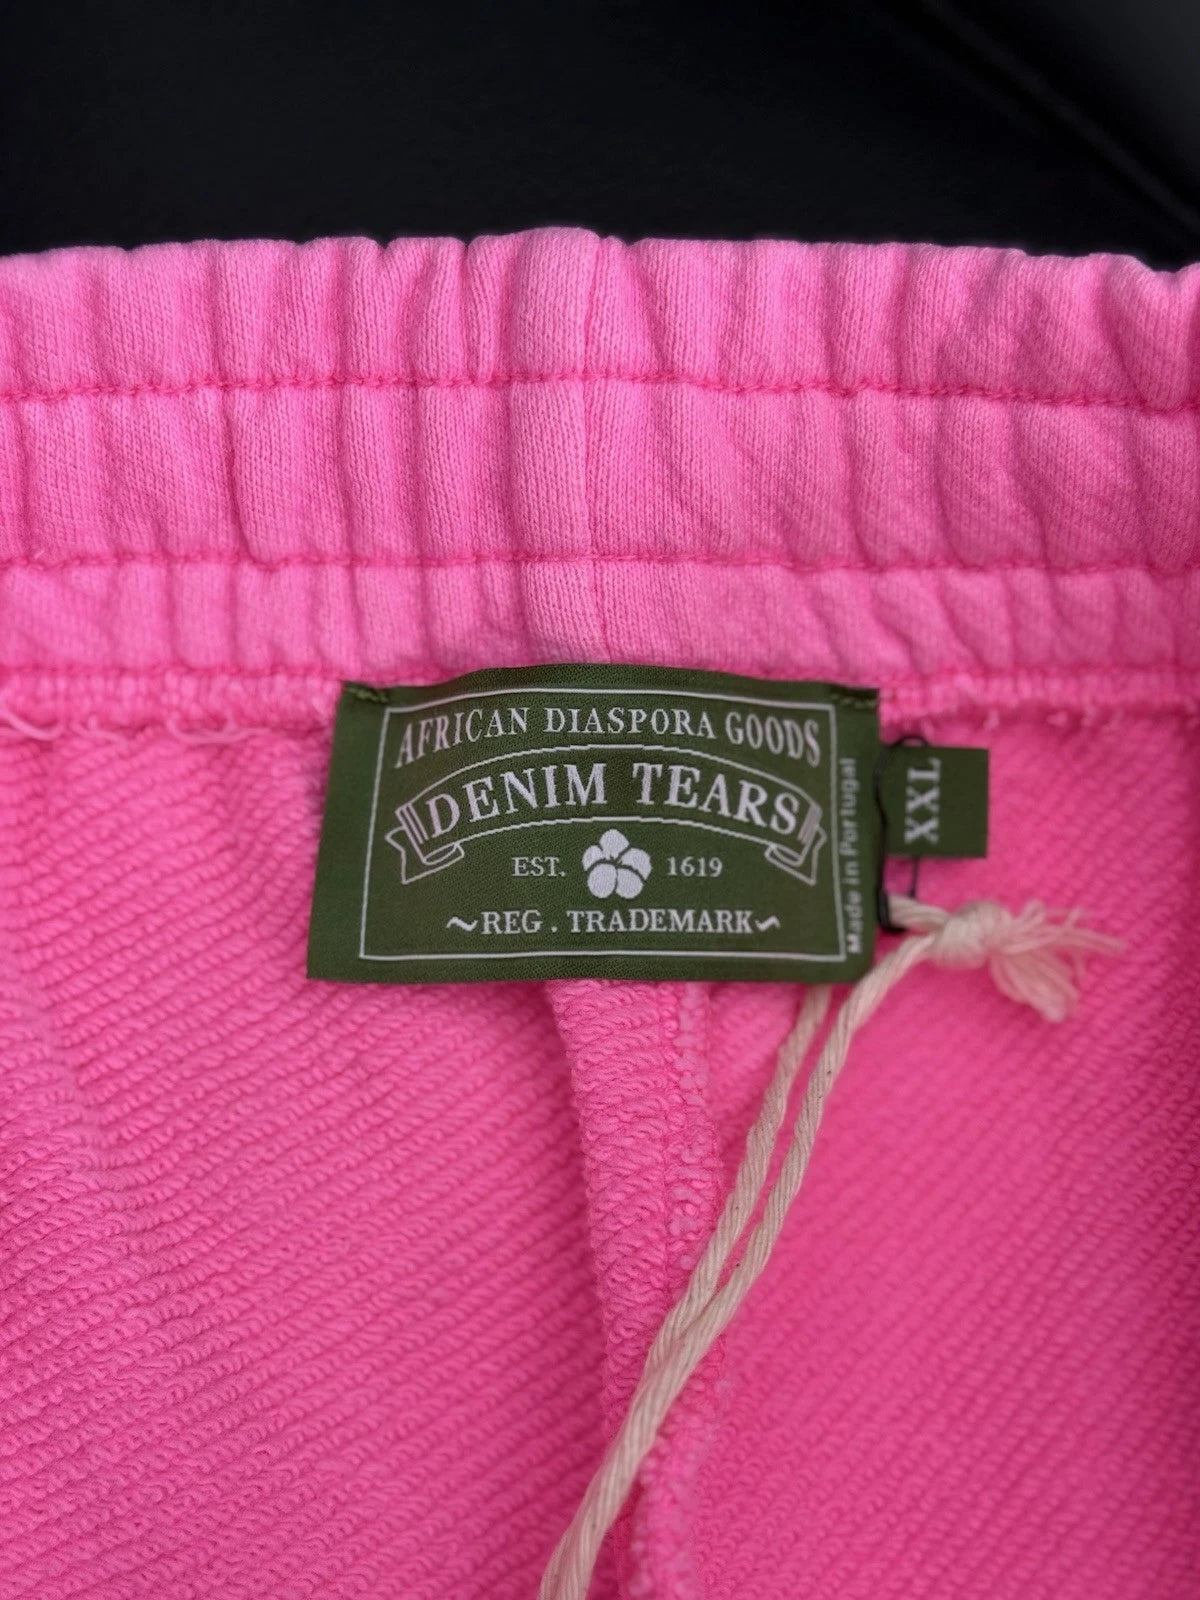 AFRICAN DIASPORA GOODS
DENIM TEARS
EST. 1619
~REG . TRADEMARK~
Made in Portugal
XXL